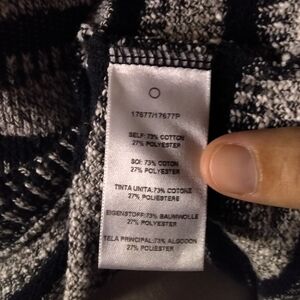 17677/17677P
SELF: 73% COTTON
27% POLYESTER
SOI: 73% COTON
27% POLYESTER
TINTA UNITA:73% COTONE
27% POLIESTERE
EIGENSTOFF:73% BAUMWOLLE
27% POLYESTER
TELA PRINCIPAL:73% ALGODON
27% POLIESTER